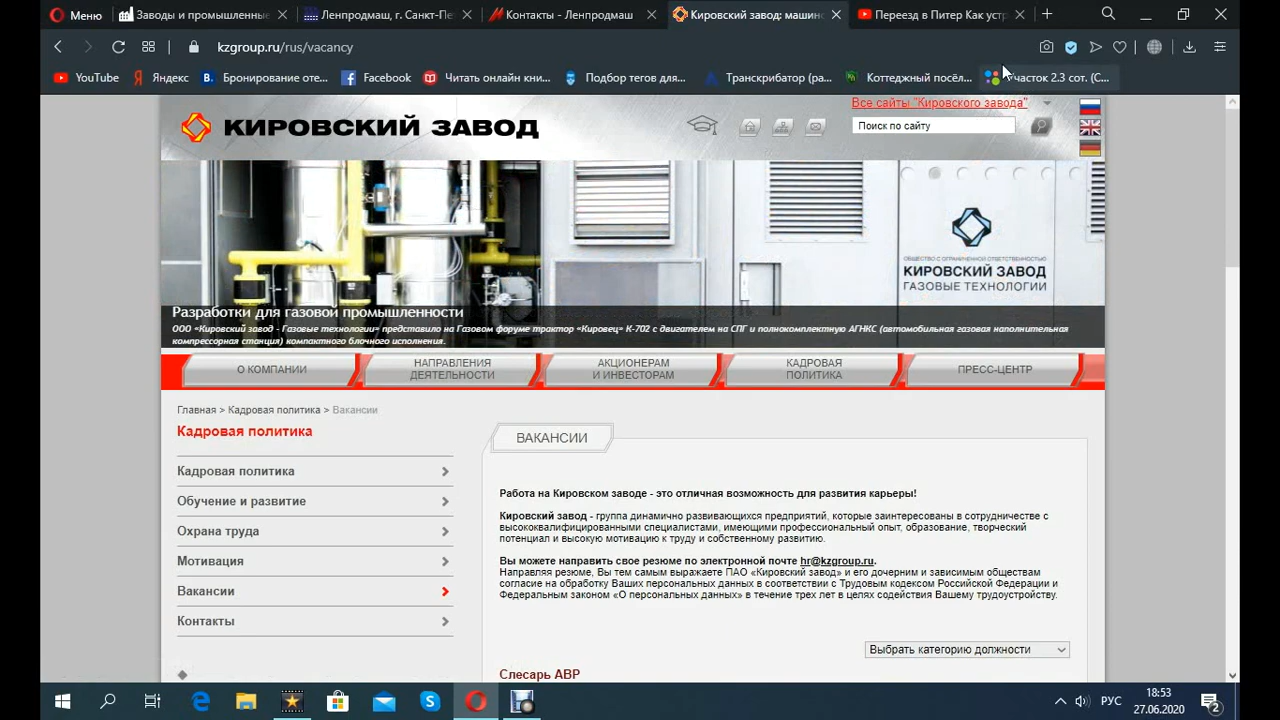 Меню
Заводы и промышленные
Ленпродмаш, г. Санкт-Пе
Контакты - Ленпродмаш
Кировский завод: машин
Переезд в Питер Как устр
kzgroup.ru/rus/vacancy
YouTube
Яндекс
Бронирование оте...
Facebook
Читать онлайн кни...
Подбор тегов для...
Транскрибатор (ра...
Коттеджный посёл...
Участок 2.3 сот. (С...
КИРОВСКИЙ ЗАВОД
Все сайты "Кировского завода"
Поиск по сайту
ОБЩЕСТВО С ОГРАНИЧЕННОЙ ОТВЕТСТВЕННОСТЬЮ
КИРОВСКИЙ ЗАВОД
ГАЗОВЫЕ ТЕХНОЛОГИИ
Разработки для газовой промышленности
ООО «Кировский завод - Газовые технологии» представило на Газовом форуме трактор «Кировец» К-702 с двигателем на СПГ и полнокомплектную АГНКС (автомобильная газовая наполнительная
компрессорная станция) компактного блочного исполнения.
О КОМПАНИИ
НАПРАВЛЕНИЯ
ДЕЯТЕЛЬНОСТИ
АКЦИОНЕРАМ
И ИНВЕСТОРАМ
КАДРОВАЯ
ПОЛИТИКА
ПРЕСС-ЦЕНТР
Главная > Кадровая политика > Вакансии
Кадровая политика
Кадровая политика
Обучение и развитие
Охрана труда
Мотивация
Вакансии
Контакты
ВАКАНСИИ
Работа на Кировском заводе - это отличная возможность для развития карьеры!
Кировский завод - группа динамично развивающихся предприятий, которые заинтересованы в сотрудничестве с
высококвалифицированными специалистами, имеющими профессиональный опыт, образование, творческий
потенциал и высокую мотивацию к труду и собственному развитию.
Вы можете направить свое резюме по электронной почте hr@kzgroup.ru.
Направляя резюме, Вы тем самым выражаете ПАО «Кировский завод» и его дочерним и зависимым обществам
согласие на обработку Ваших персональных данных в соответствии с Трудовым кодексом Российской Федерации и
Федеральным законом «О персональных данных» в течение трех лет в целях содействия Вашему трудоустройству.
Выбрать категорию должности
Слесарь АВР
РУС
18:53
27.06.2020
2